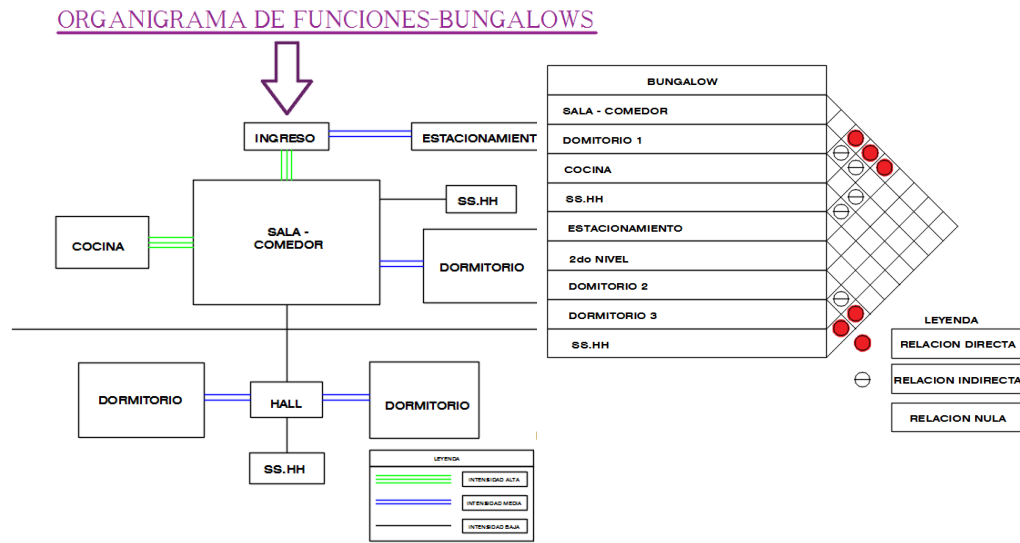 ORGANIGRAMA DE FUNCIONES-BUNGALOWS
INGRESO
ESTACIONAMIENT
SALA -
COMEDOR
SS.HH
COCINA
DORMITORIO
DORMITORIO
HALL
DORMITORIO
SS.HH
LEYENDA
INTENSIDAD ALTA
INTENSIDAD MEDIA
INTENSIDAD BAJA
BUNGALOW
SALA - COMEDOR
DOMITORIO 1
COCINA
SS.HH
ESTACIONAMIENTO
2do NIVEL
DOMITORIO 2
DORMITORIO 3
SS.HH
LEYENDA
RELACION DIRECTA
RELACION INDIRECTA
RELACION NULA